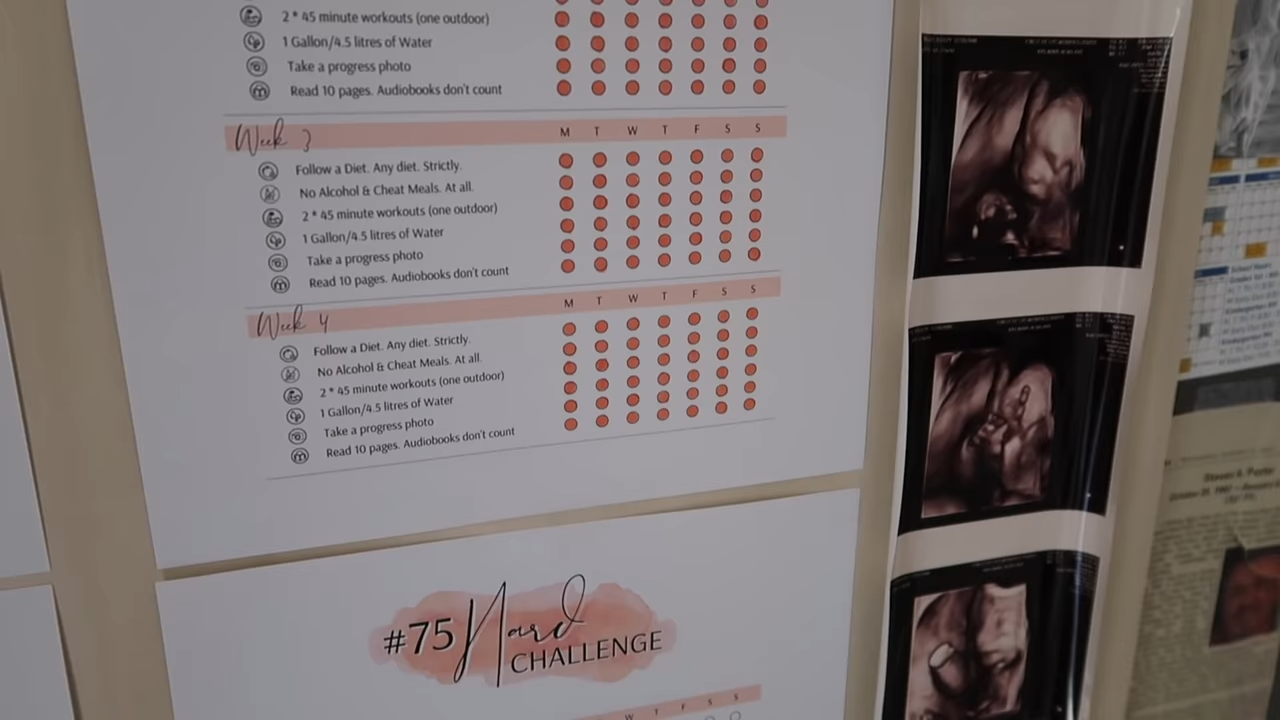 2 * 45 minute workouts (one outdoor)
1 Gallon/4.5 litres of Water
Take a progress photo
Read 10 pages. Audiobooks don't count
Week 3 M T W T F S S
Follow a Diet. Any diet. Strictly.
No Alcohol & Cheat Meals. At all.
2 * 45 minute workouts (one outdoor)
1 Gallon/4.5 litres of Water
Take a progress photo
Read 10 pages. Audiobooks don't count
Week 4 M T W T F S S
Follow a Diet. Any diet. Strictly.
No Alcohol & Cheat Meals. At all.
2 * 45 minute workouts (one outdoor)
1 Gallon/4.5 litres of Water
Take a progress photo
Read 10 pages. Audiobooks don't count
#75 Hard
CHALLENGE
W T F S S
School Hours